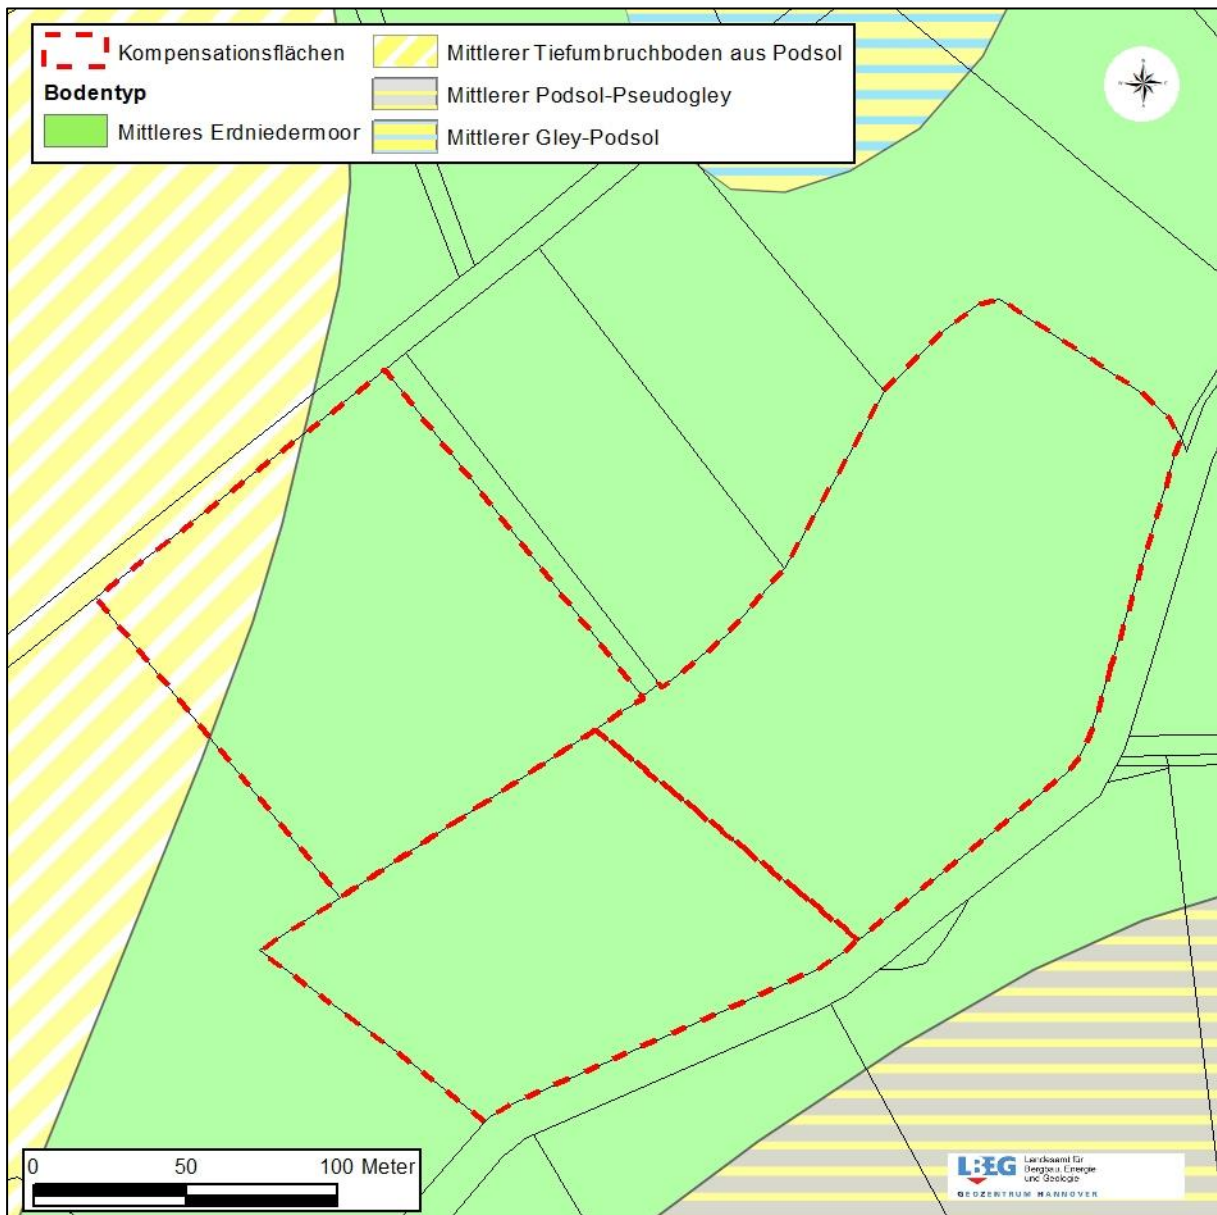 Kompensationsflächen
Bodentyp
Mittleres Erdniedermoor
Mittlerer Tiefumbruchboden aus Podsol
Mittlerer Podsol-Pseudogley
Mittlerer Gley-Podsol
0 50 100 Meter
LBEG
Landesamt für
Bergbau, Energie
und Geologie
GEOZENTRUM HANNOVER